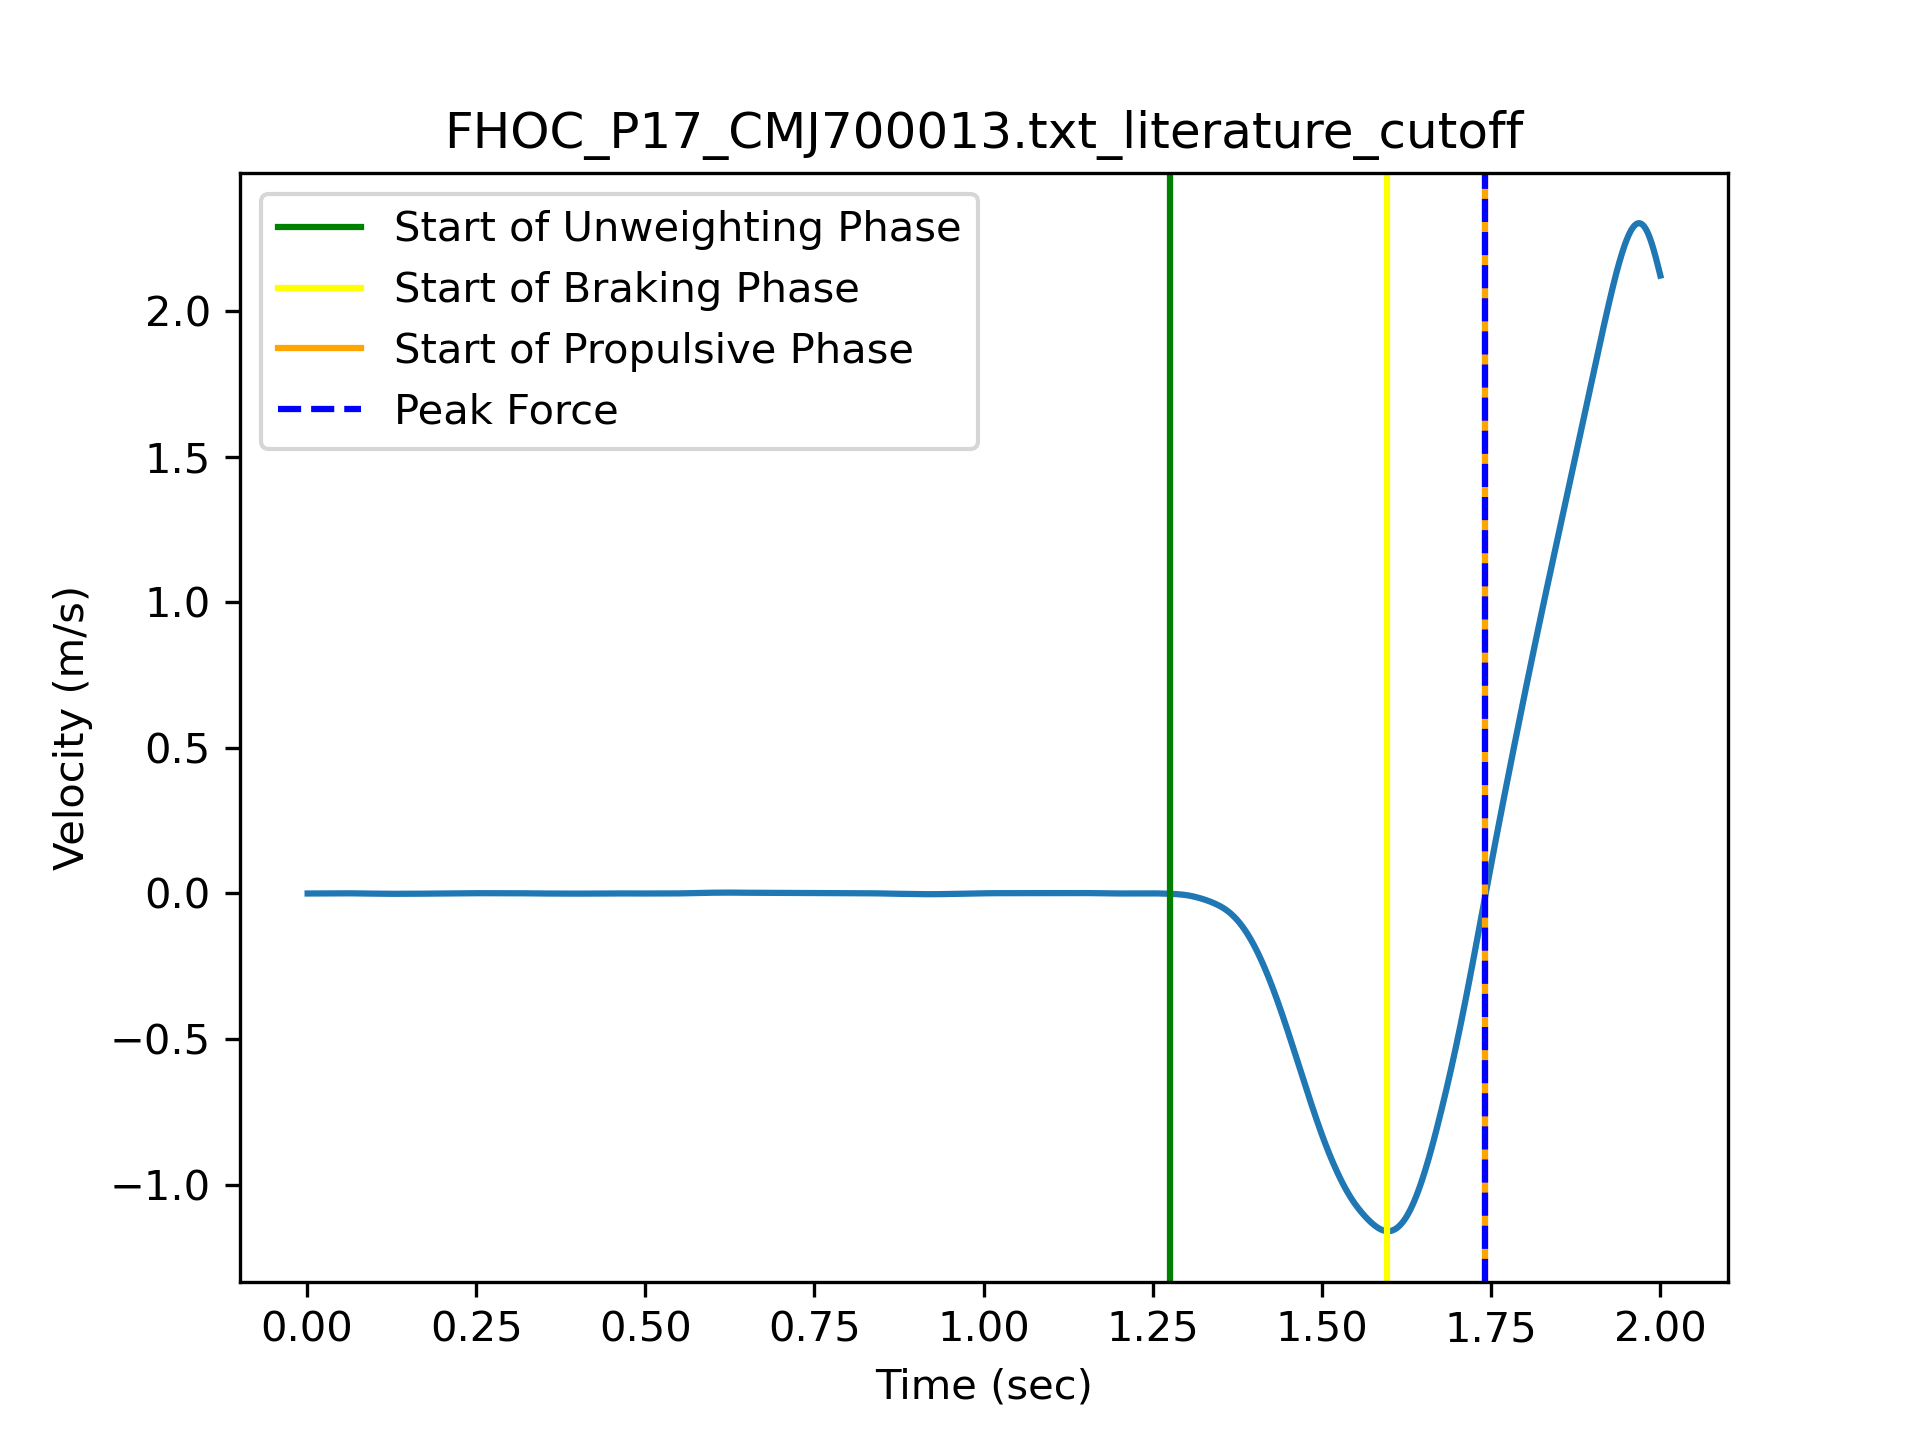 FHOC_P17_CMJ700013.txt_literature_cutoff
Start of Unweighting Phase
Start of Braking Phase
Start of Propulsive Phase
Peak Force
Velocity (m/s)
2.0
1.5
1.0
0.5
0.0
−0.5
−1.0
0.00 0.25 0.50 0.75 1.00 1.25 1.50 1.75 2.00
Time (sec)